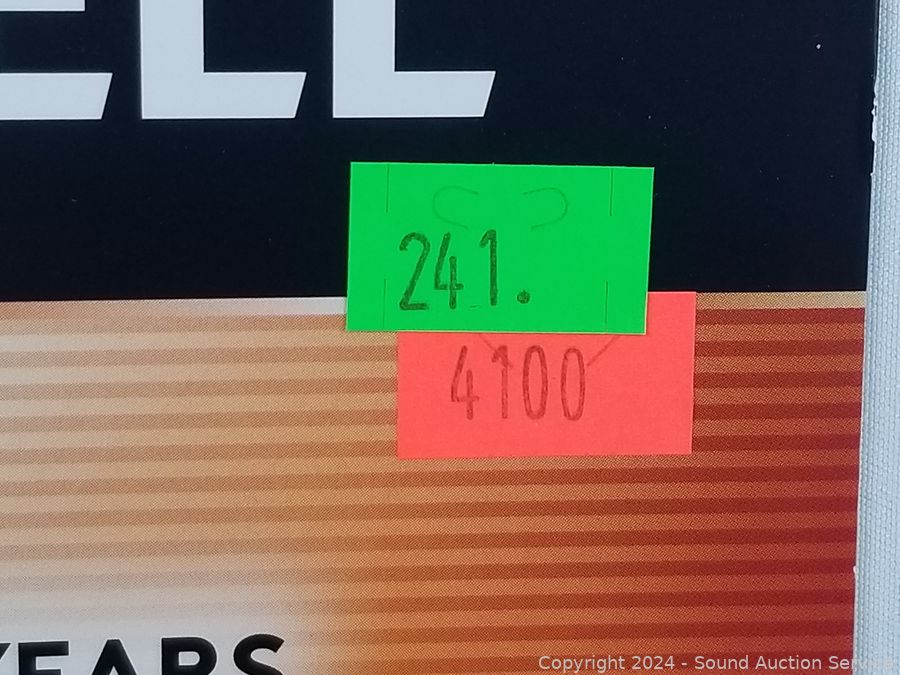 ELL
241.
4100
YEARS
Copyright 2024 - Sound Auction Service